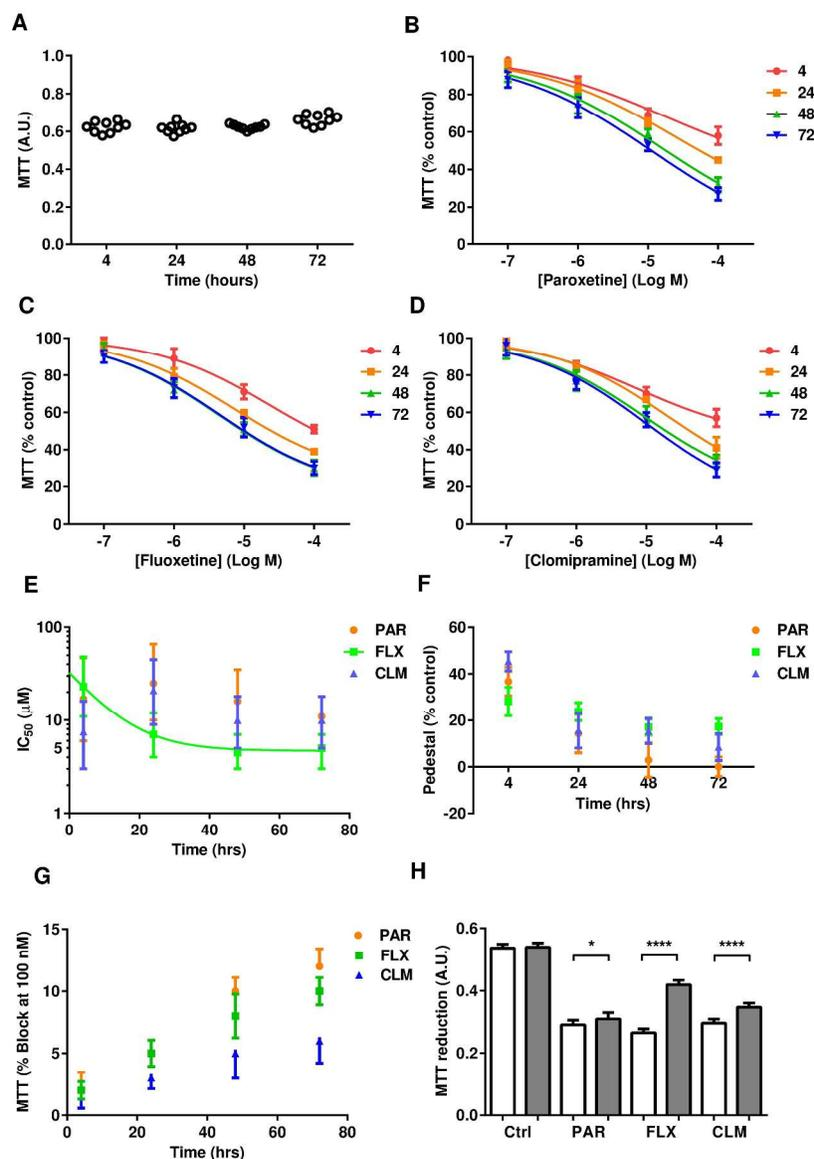 A
1.0
0.8
0.6
0.4
0.2
0.0
MTT (A.U.)
4 24 48 72
Time (hours)
B
100
80
60
40
20
0
MTT (% control)
-7 -6 -5 -4
[Paroxetine] (Log M)
4
24
48
72
C
100
80
60
40
20
0
MTT (% control)
-7 -6 -5 -4
[Fluoxetine] (Log M)
4
24
48
72
D
100
80
60
40
20
0
MTT (% control)
-7 -6 -5 -4
[Clomipramine] (Log M)
4
24
48
72
E
100
10
5
1
IC50 (μM)
0 20 40 60 80
Time (hrs)
PAR
FLX
CLM
F
60
40
20
0
-20
Pedestal (% control)
4 24 48 72
Time (hrs)
PAR
FLX
CLM
G
15
10
5
0
MTT (% Block at 100 nM)
0 20 40 60 80
Time (hrs)
PAR
FLX
CLM
H
0.6
0.4
0.2
0.0
MTT reduction (A.U.)
* **** ****
Ctrl PAR FLX CLM